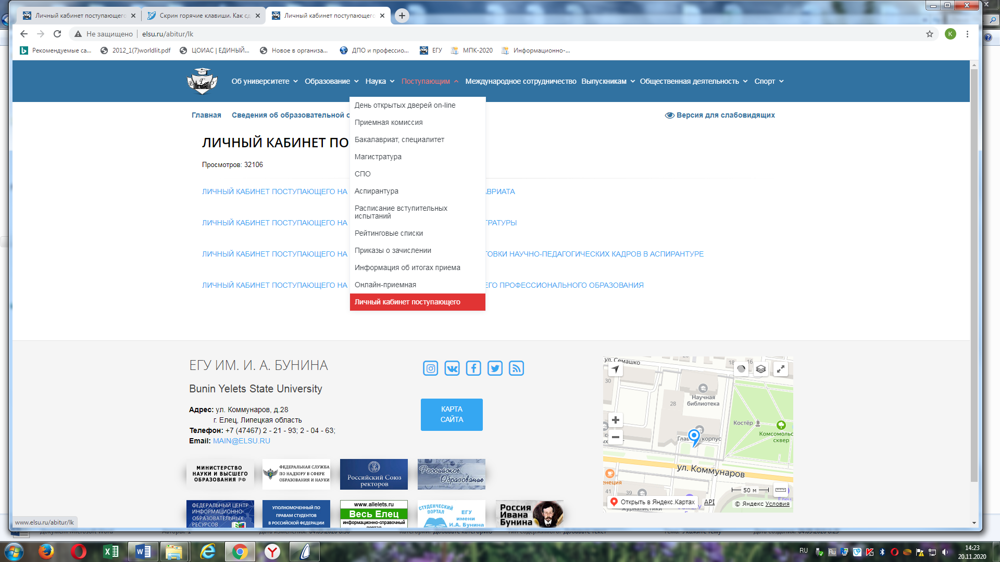 Личный кабинет поступающего
Скрин горячие клавиши. Как сд
Личный кабинет поступающего
Не защищено
elsu.ru/abitur/lk
K
Рекомендуемые са...
2012_1(7)worldlit.pdf
ЦОИАС | ЕДИНЫЙ...
Новое в организа...
ДПО и профессио...
ЕГУ
МПК-2020
Информационно-...
ЕГУ
Об университете
Образование
Наука
Поступающим
Международное сотрудничество
Выпускникам
Общественная деятельность
Спорт
Главная
Сведения об образовательной о
Версия для слабовидящих
День открытых дверей on-line
Приемная комиссия
Бакалавриат, специалитет
Магистратура
СПО
Аспирантура
Расписание вступительных
испытаний
Рейтинговые списки
Приказы о зачислении
Информация об итогах приема
Онлайн-приемная
Личный кабинет поступающего
ЛИЧНЫЙ КАБИНЕТ ПО
Просмотров: 32106
ЛИЧНЫЙ КАБИНЕТ ПОСТУПАЮЩЕГО НА АВРИАТА
ЛИЧНЫЙ КАБИНЕТ ПОСТУПАЮЩЕГО НА ТРАТУРЫ
ЛИЧНЫЙ КАБИНЕТ ПОСТУПАЮЩЕГО НА ТОВКИ НАУЧНО-ПЕДАГОГИЧЕСКИХ КАДРОВ В АСПИРАНТУРЕ
ЛИЧНЫЙ КАБИНЕТ ПОСТУПАЮЩЕГО НА ЕГО ПРОФЕССИОНАЛЬНОГО ОБРАЗОВАНИЯ
ЕГУ ИМ. И. А. БУНИНА
Bunin Yelets State University
Адрес: ул. Коммунаров, д.28
г. Елец, Липецкая область
Телефон: +7 (47467) 2 - 21 - 93; 2 - 04 - 63;
Email: MAIN@ELSU.RU
КАРТА
САЙТА
ул. Семашко
18
16
30
Научная
библиотека
28
Костёр
Комсомольс
сквер
Главный корпус
ул. Коммунаров
енеция
41
39
журналистики
50 м
Открыть в Яндекс.Картах
API
© Яндекс Условия
МИНИСТЕРСТВО
НАУКИ И ВЫСШЕГО
ОБРАЗОВАНИЯ РФ
ФЕДЕРАЛЬНАЯ СЛУЖБА
ПО НАДЗОРУ В СФЕРЕ
ОБРАЗОВАНИЯ И НАУКИ
Российский Союз
ректоров
Российское
Образование
ФЕДЕРАЛЬНЫЙ ЦЕНТР
ИНФОРМАЦИОННО-
ОБРАЗОВАТЕЛЬНЫХ
РЕСУРСОВ
УПОЛНОМОЧЕННЫЙ ПО
ПРАВАМ СТУДЕНТОВ
В РОССИЙСКОЙ ФЕДЕРАЦИИ
www.allelets.ru
Весь Елец
информационно-справочный
портал
СТУДЕНЧЕСКИЙ
ПОРТАЛ
ЕГУ
имени
И.А. Бунина
Россия
Ивана
Бунина
www.elsu.ru/abitur/lk
Документ Microsoft Word
RU
Ru
14:23
20.11.2020